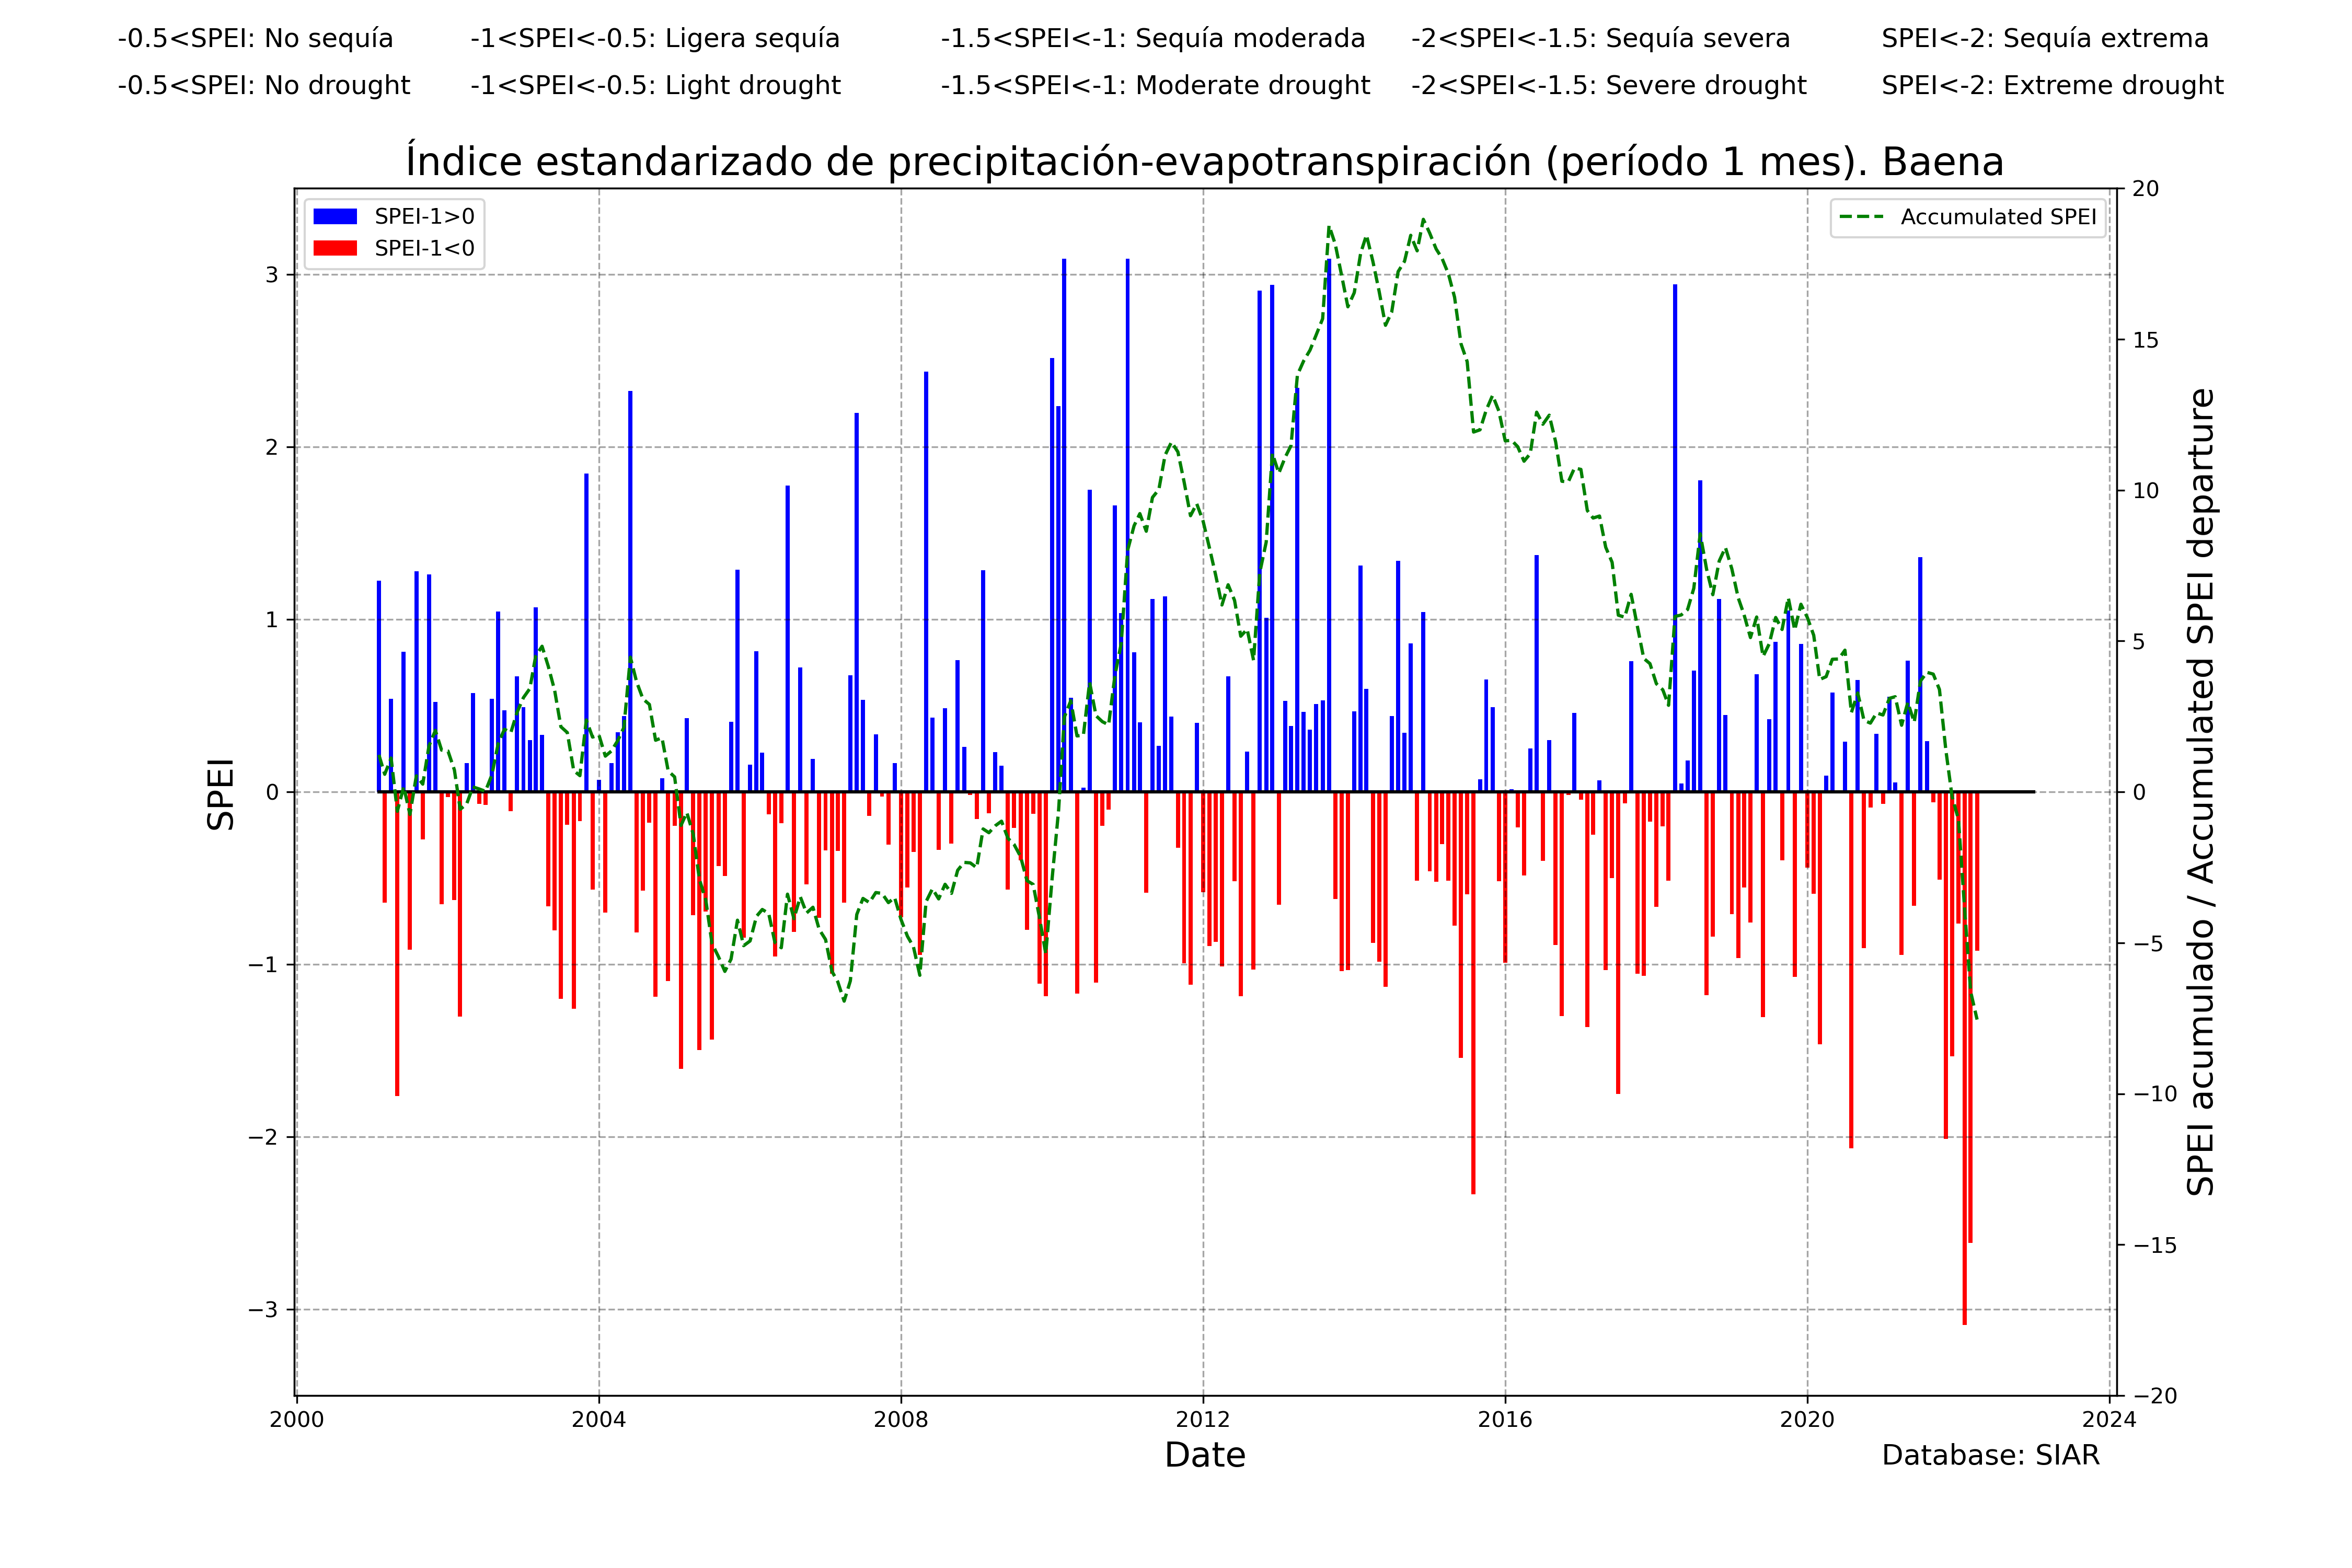 -0.5<SPEI: No sequía -1<SPEI<-0.5: Ligera sequía -1.5<SPEI<-1: Sequía moderada -2<SPEI<-1.5: Sequía severa SPEI<-2: Sequía extrema
-0.5<SPEI: No drought -1<SPEI<-0.5: Light drought -1.5<SPEI<-1: Moderate drought -2<SPEI<-1.5: Severe drought SPEI<-2: Extreme drought
Índice estandarizado de precipitación-evapotranspiración (período 1 mes). Baena
SPEI-1>0
SPEI-1<0
Accumulated SPEI
SPEI
3
2
1
0
−1
−2
−3
20
15
10
5
0
−5
−10
−15
−20
SPEI acumulado / Accumulated SPEI departure
2000 2004 2008 2012 2016 2020 2024
Date
Database: SIAR